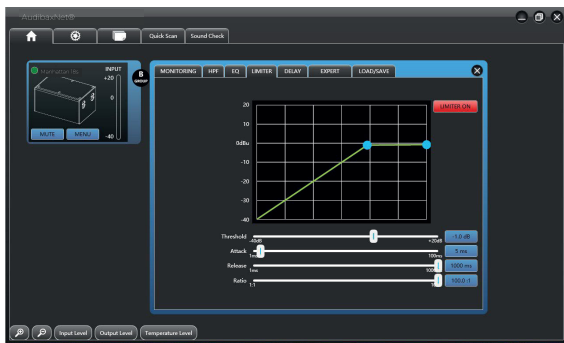 AudibaxNet®
Quick Scan
Sound Check
INPUT
+20
0
-40
MUTE
MENU
B
GROUP
MONITORING
HPF
EQ
LIMITER
DELAY
EXPERT
LOAD/SAVE
LIMITER ON
20
10
0dBu
-10
-20
-30
-40
Threshold
-40dB
+20dB
-1.0 dB
Attack
1ms
100ms
5 ms
Release
1ms
1000 ms
Ratio
1:1
100.0 :1
Input Level
Output Level
Temperature Level